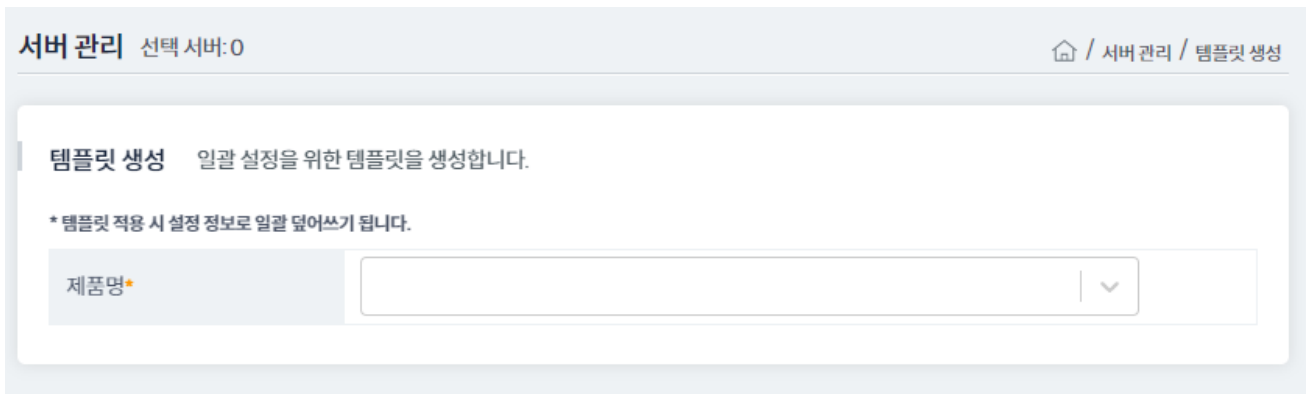 서버 관리 선택 서버: 0
/ 서버 관리 / 템플릿 생성
템플릿 생성 일괄 설정을 위한 템플릿을 생성합니다.
* 템플릿 적용 시 설정 정보로 일괄 덮어쓰기 됩니다.
제품명*